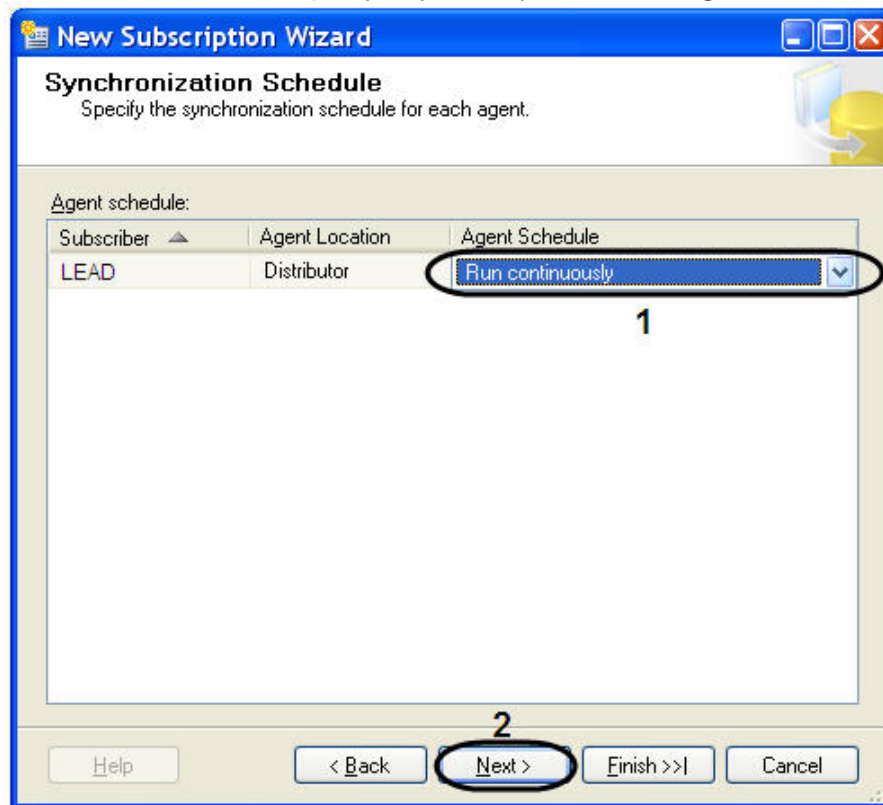 New Subscription Wizard
Synchronization Schedule
Specify the synchronization schedule for each agent.
Agent schedule:
Subscriber Agent Location Agent Schedule
LEAD Distributor Run continuously
1
2
Help < Back Next > Finish >>| Cancel